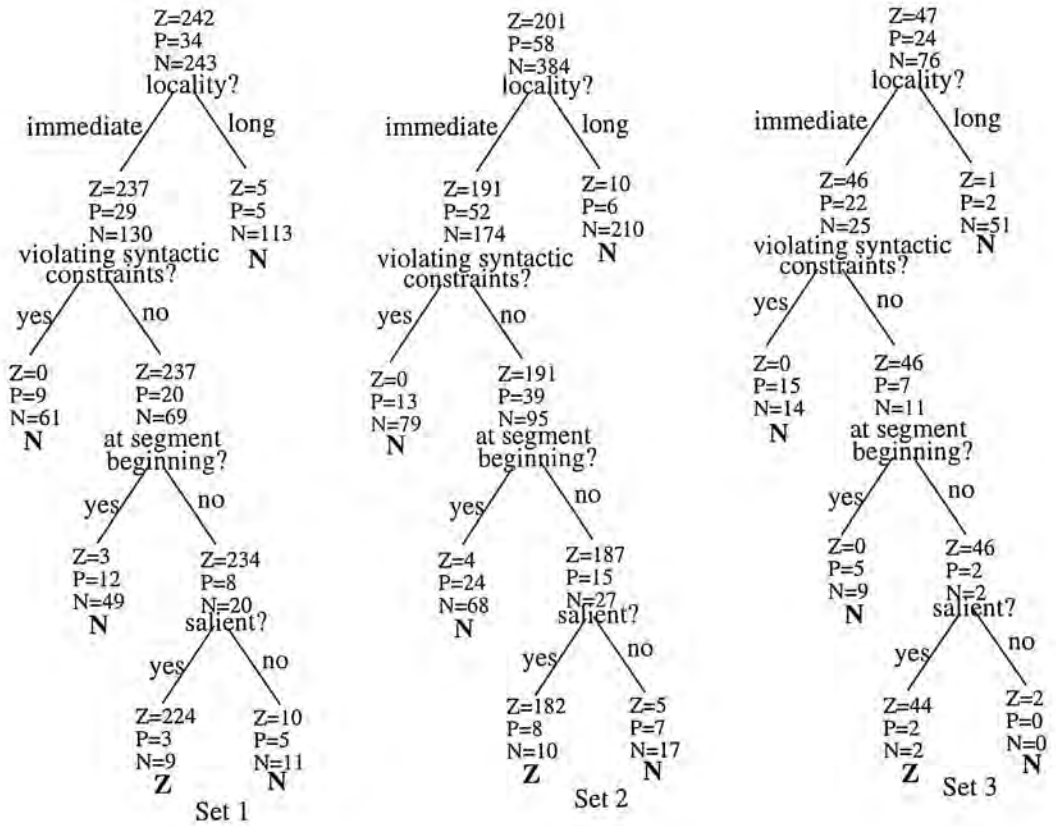 Z=242
P=34
N=243
locality?
immediate
long
Z=237
P=29
N=130
Z=5
P=5
N=113
N
violating syntactic
constraints?
yes
no
Z=0
P=9
N=61
N
Z=237
P=20
N=69
at segment
beginning?
yes
no
Z=3
P=12
N=49
N
Z=234
P=8
N=20
salient?
yes
no
Z=224
P=3
N=9
Z
Z=10
P=5
N=11
N
Set 1
Z=201
P=58
N=384
locality?
immediate
long
Z=191
P=52
N=174
Z=10
P=6
N=210
N
violating syntactic
constraints?
yes
no
Z=0
P=13
N=79
N
Z=191
P=39
N=95
at segment
beginning?
yes
no
Z=4
P=24
N=68
N
Z=187
P=15
N=27
salient?
yes
no
Z=182
P=8
N=10
Z
Z=5
P=7
N=17
N
Set 2
Z=47
P=24
N=76
locality?
immediate
long
Z=46
P=22
N=25
Z=1
P=2
N=51
N
violating syntactic
constraints?
yes
no
Z=0
P=15
N=14
N
Z=46
P=7
N=11
at segment
beginning?
yes
no
Z=0
P=5
N=9
N
Z=46
P=2
N=2
salient?
yes
no
Z=44
P=2
N=2
Z
Z=2
P=0
N=0
N
Set 3